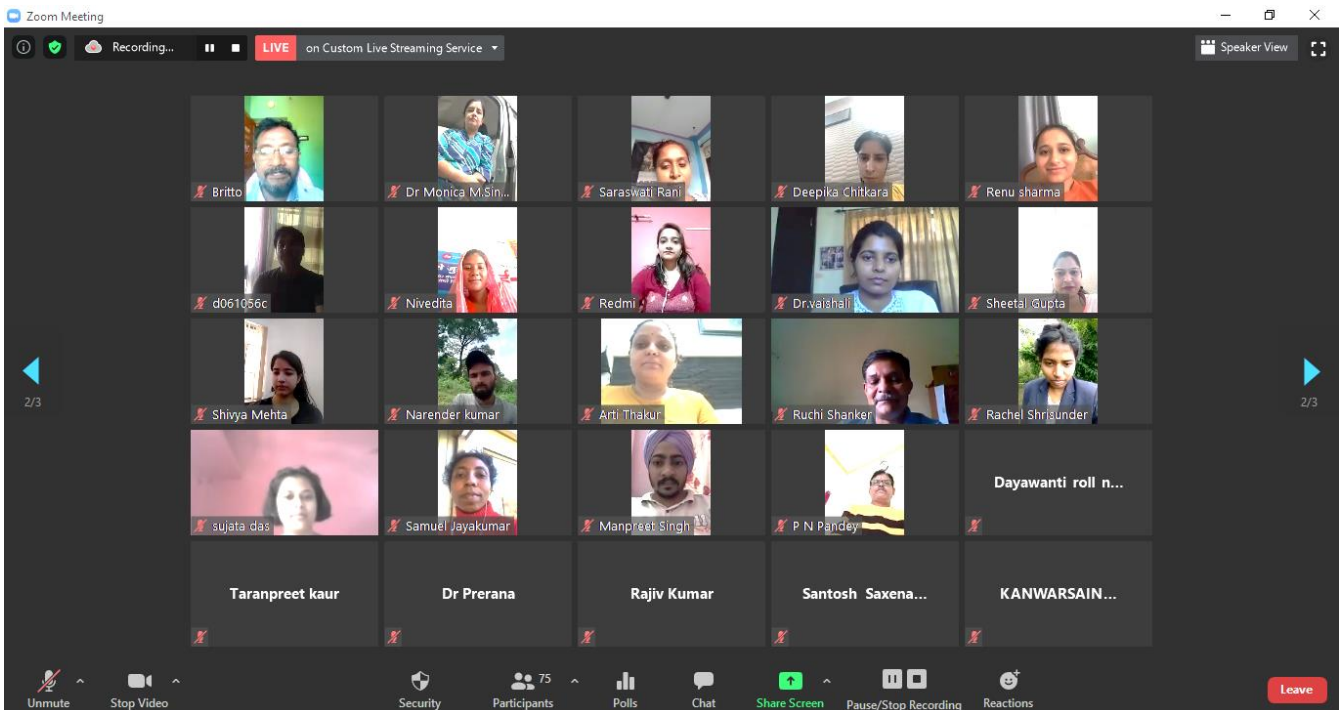 Zoom Meeting
Recording...
LIVE on Custom Live Streaming Service
Speaker View
Britto
Dr Monica M.Sin...
Saraswati Rani
Deepika Chitkara
Renu sharma
d061056c
Nivedita
Redmi
Dr.vaishali
Sheetal Gupta
Shivya Mehta
Narender kumar
Arti Thakur
Ruchi Shanker
Rachel Shrisunder
2/3
2/3
sujata das
Samuel Jayakumar
Manpreet Singh
P N Pandey
Dayawanti roll n...
Taranpreet kaur
Dr Prerana
Rajiv Kumar
Santosh Saxena...
KANWARSAIN...
Unmute
Stop Video
Security
75
Participants
Polls
Chat
Share Screen
Pause/Stop Recording
Reactions
Leave